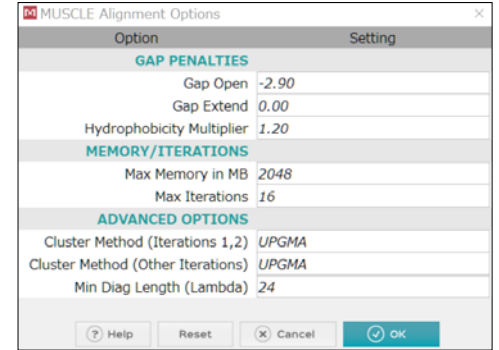 MUSCLE Alignment Options
Option Setting
GAP PENALTIES
Gap Open -2.90
Gap Extend 0.00
Hydrophobicity Multiplier 1.20
MEMORY/ITERATIONS
Max Memory in MB 2048
Max Iterations 16
ADVANCED OPTIONS
Cluster Method (Iterations 1,2) UPGMA
Cluster Method (Other Iterations) UPGMA
Min Diag Length (Lambda) 24
? Help Reset Cancel OK